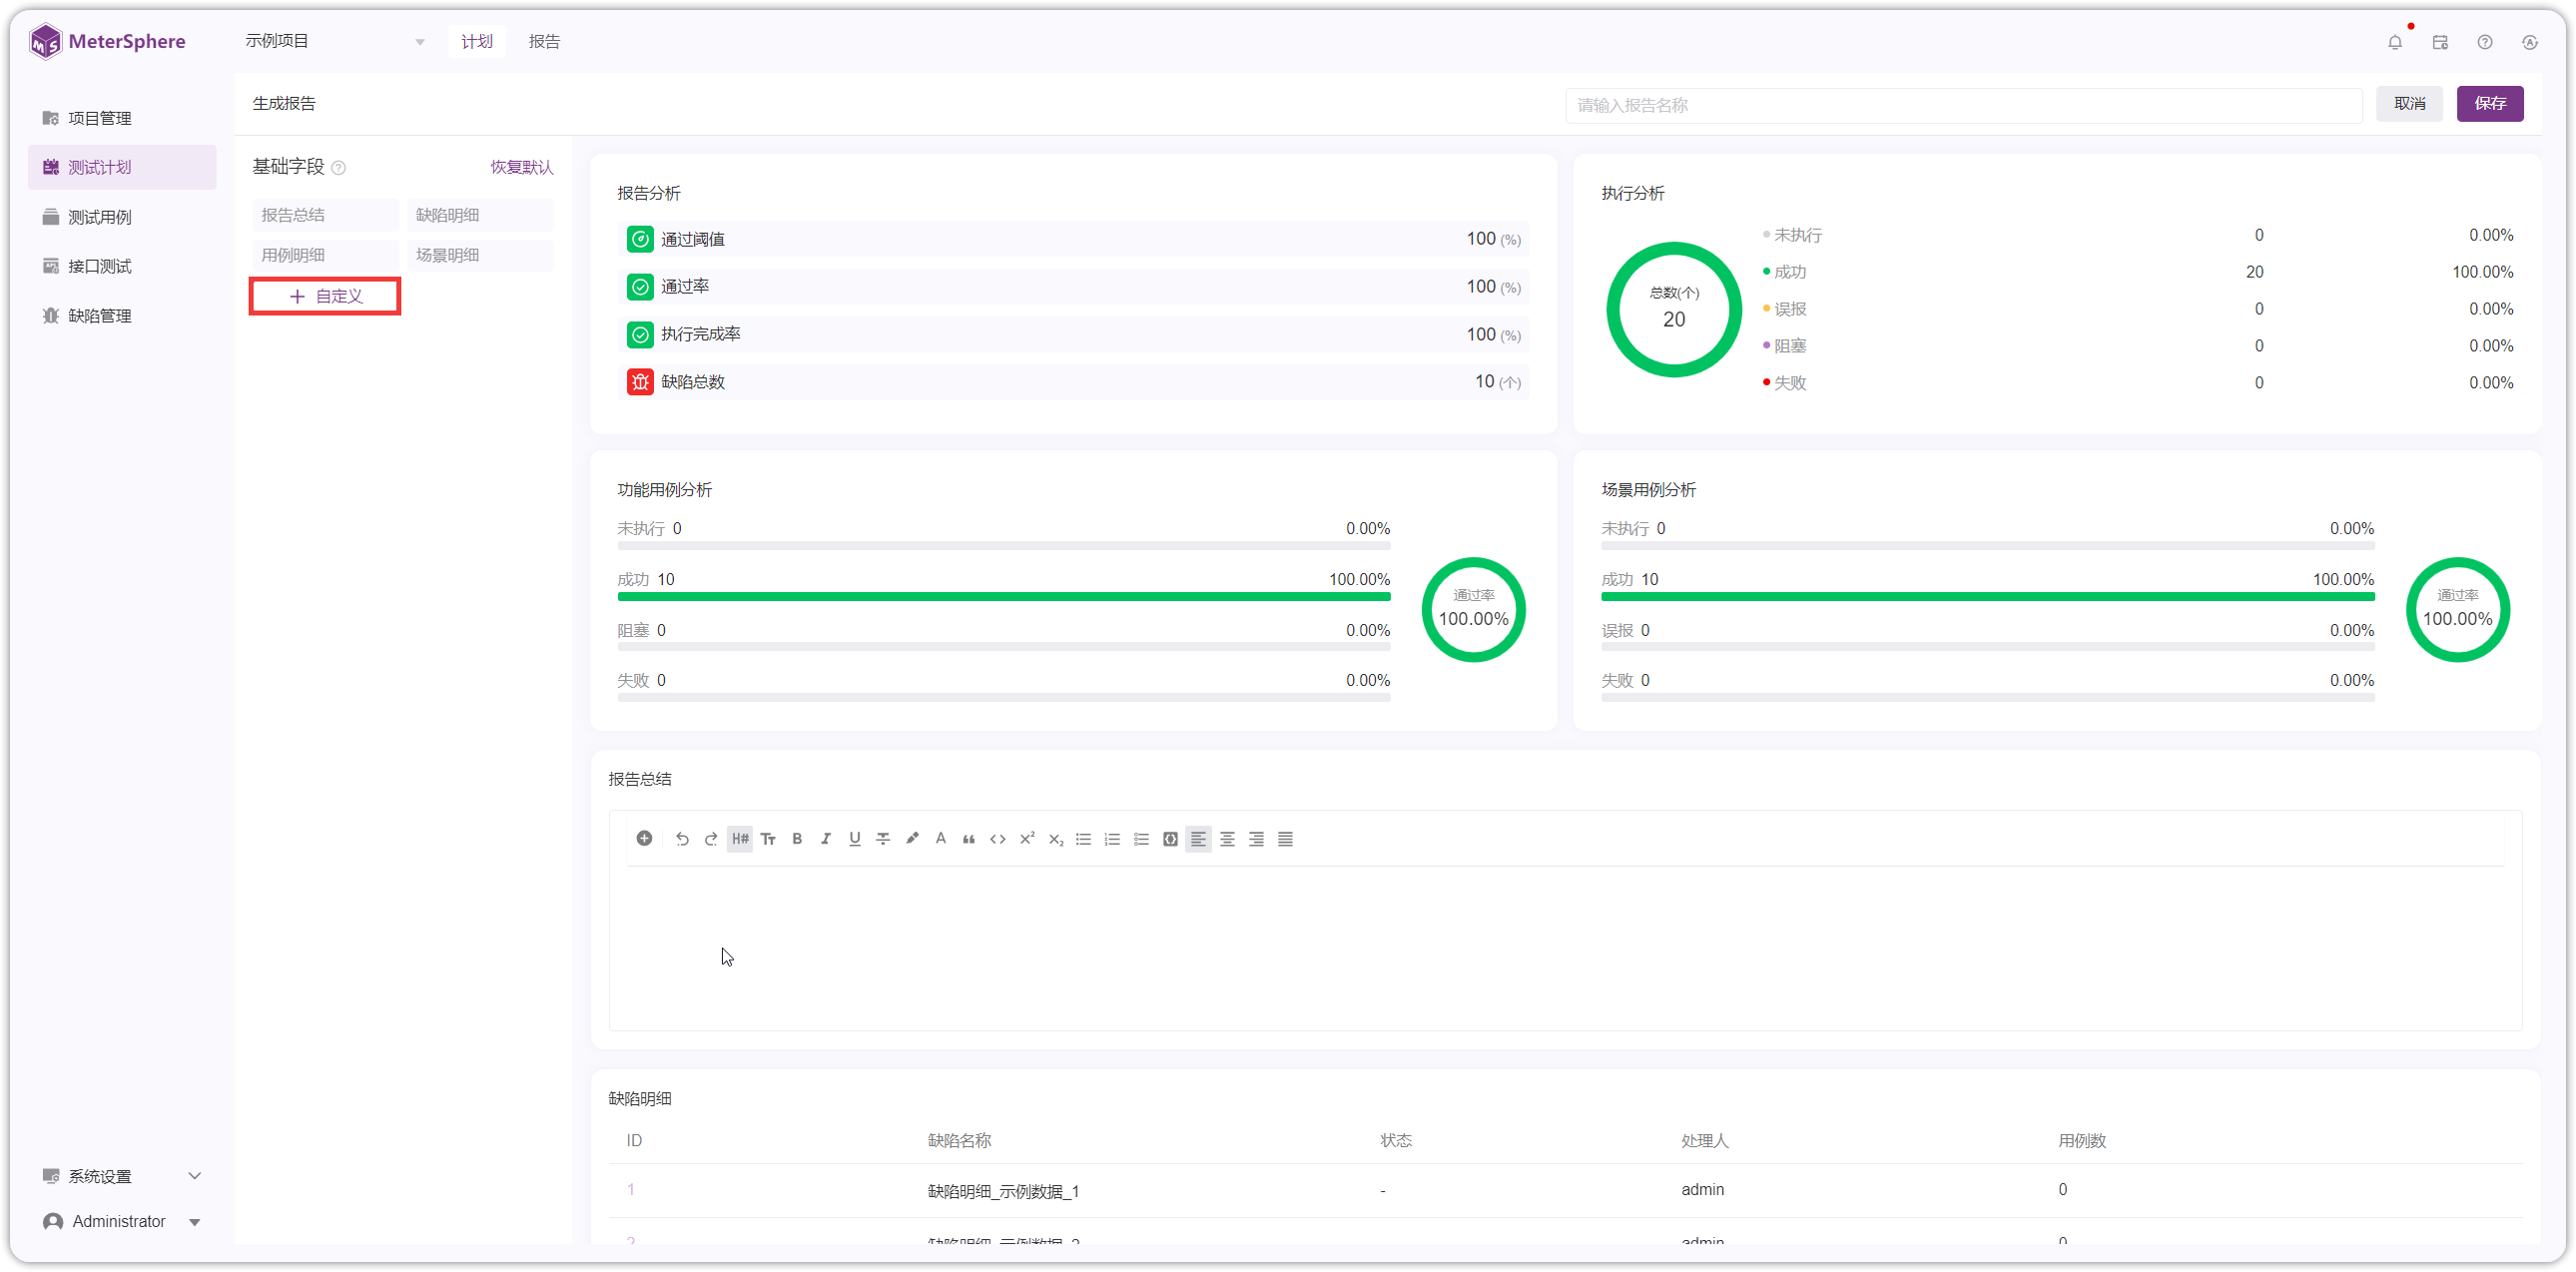 MeterSphere
示例项目
计划
报告
项目管理
测试计划
测试用例
接口测试
缺陷管理
系统设置
Administrator
生成报告
请输入报告名称
取消
保存
基础字段
恢复默认
报告总结
缺陷明细
用例明细
场景明细
自定义
报告分析
通过阈值 100 (%)
通过率 100 (%)
执行完成率 100 (%)
缺陷总数 10 (个)
执行分析
总数(个)
20
未执行 0 0.00%
成功 20 100.00%
误报 0 0.00%
阻塞 0 0.00%
失败 0 0.00%
功能用例分析
未执行 0 0.00%
成功 10 100.00%
阻塞 0 0.00%
失败 0 0.00%
通过率
100.00%
场景用例分析
未执行 0 0.00%
成功 10 100.00%
误报 0 0.00%
失败 0 0.00%
通过率
100.00%
报告总结
缺陷明细
ID 缺陷名称 状态 处理人 用例数
1 缺陷明细_示例数据_1 - admin 0
2 缺陷明细_示例数据_2 admin 0